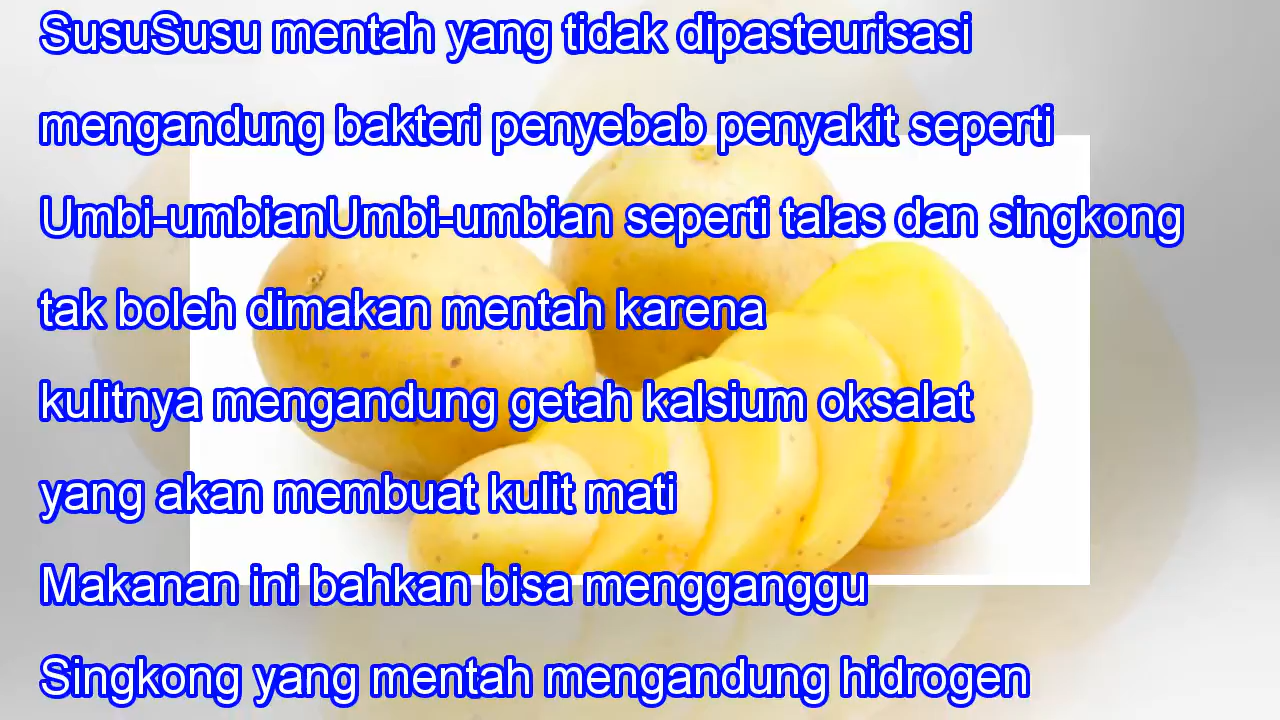 SusuSusu mentah yang tidak dipasteurisasi
mengandung bakteri penyebab penyakit seperti
Umbi-umbianUmbi-umbian seperti talas dan singkong
tak boleh dimakan mentah karena
kulitnya mengandung getah kalsium oksalat
yang akan membuat kulit mati
Makanan ini bahkan bisa mengganggu
Singkong yang mentah mengandung hidrogen